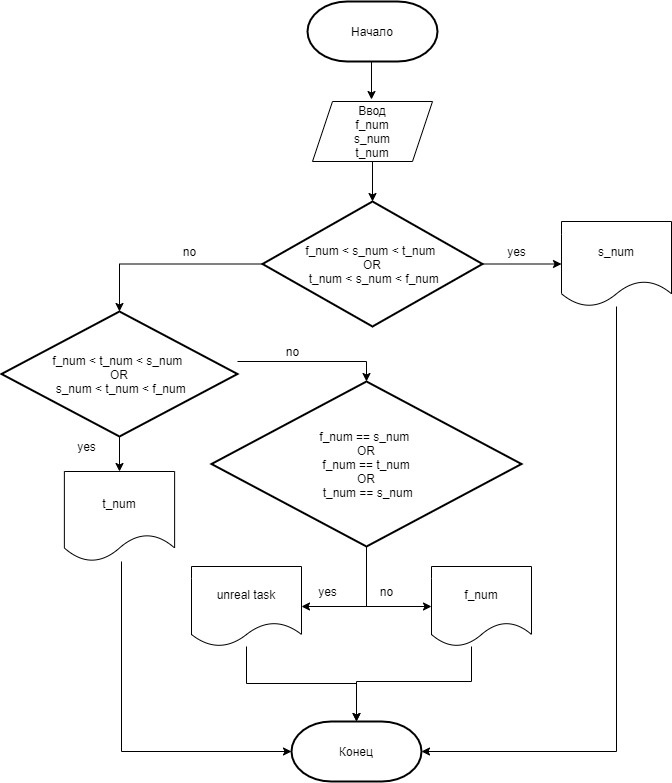 Начало
Ввод
f_num
s_num
t_num
f_num < s_num < t_num
OR
t_num < s_num < f_num
no
yes
s_num
f_num < t_num < s_num
OR
s_num < t_num < f_num
no
yes
t_num
f_num == s_num
OR
f_num == t_num
OR
t_num == s_num
unreal task
yes
no
f_num
Конец